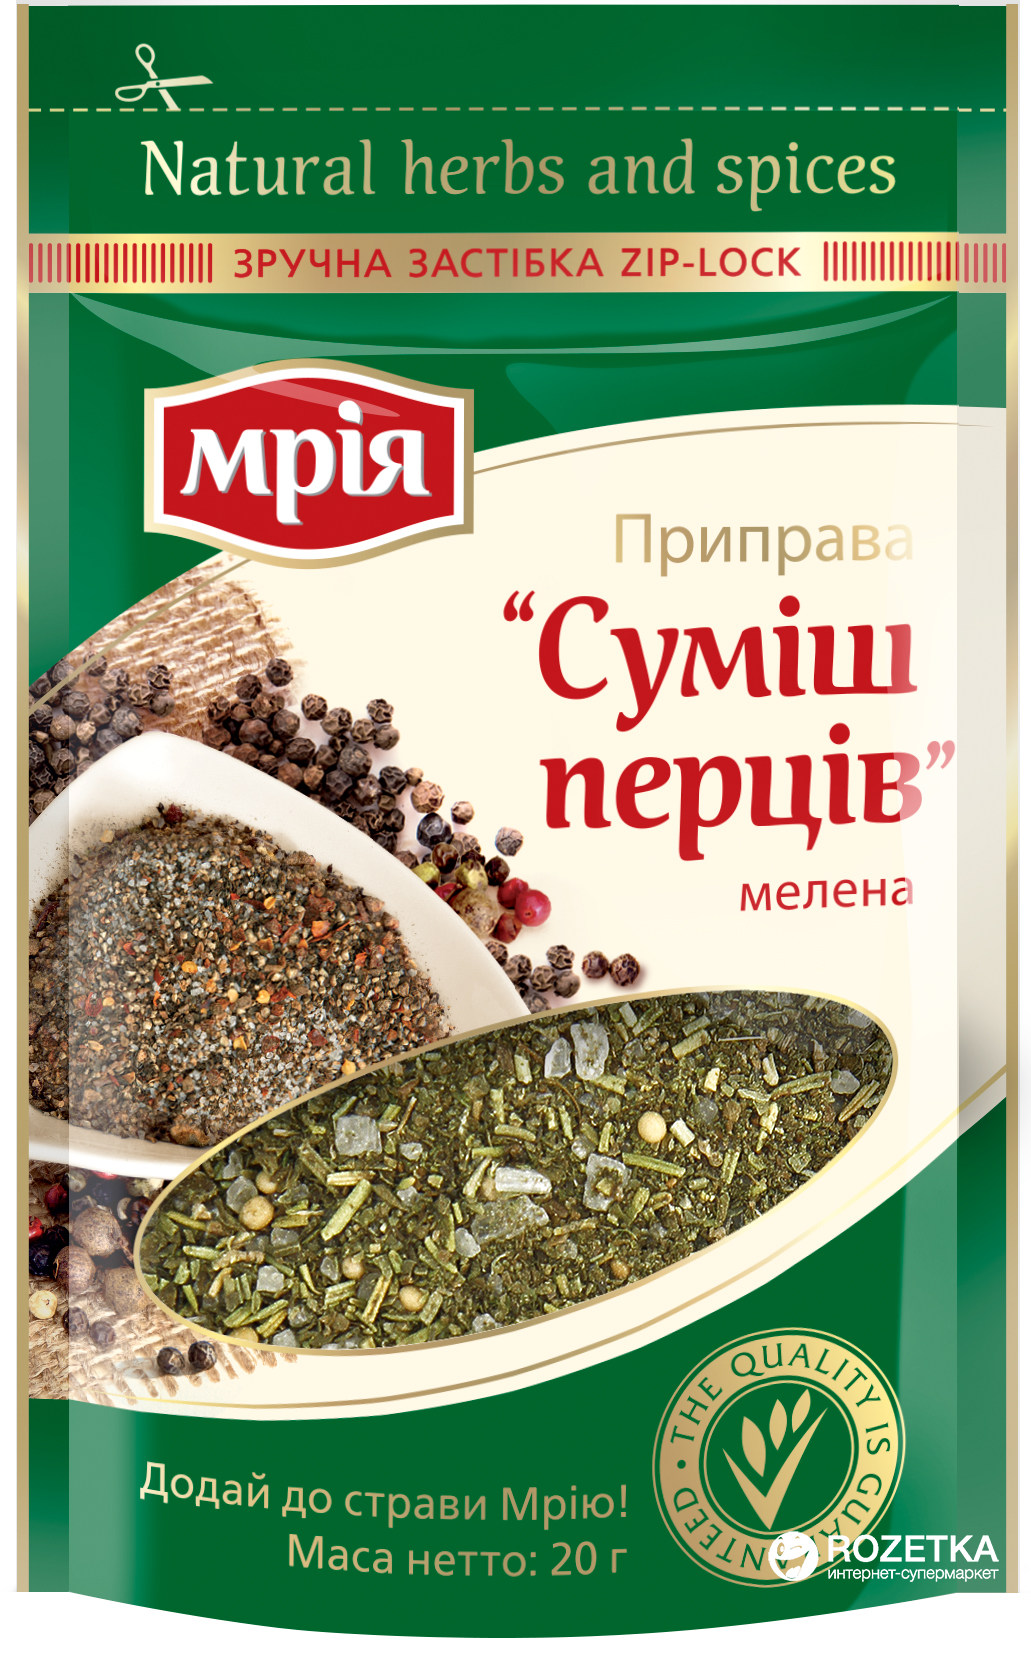 Natural herbs and spices
ЗРУЧНА ЗАСТІБКА ZIP-LOCK
мрія
Приправа
“Суміш
перців”
мелена
THE QUALITY IS GUARANTEED
Додай до страви Мрію!
Маса нетто: 20 г
ROZETKA
интернет-супермаркет